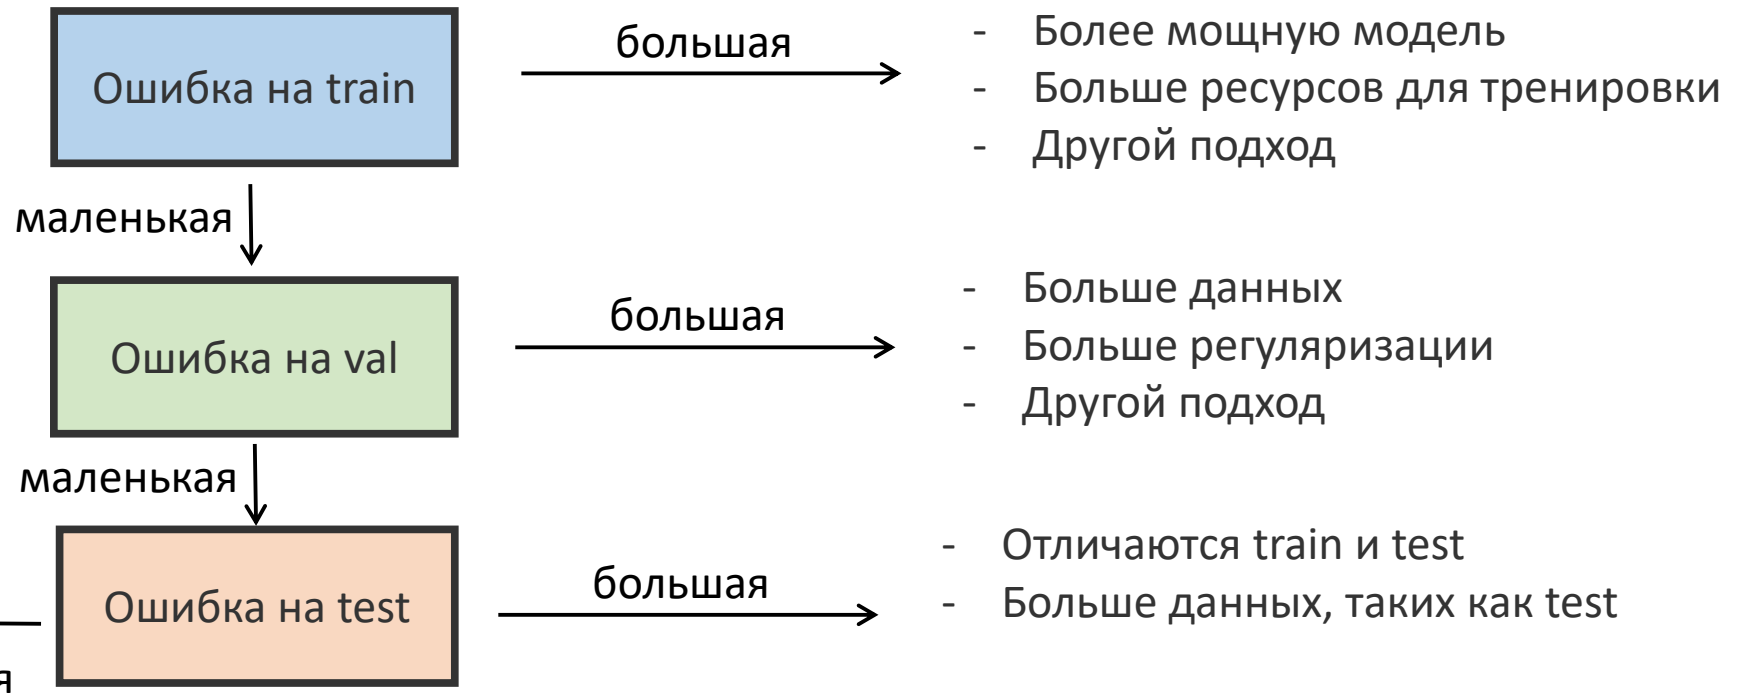 Ошибка на train
большая
- Более мощную модель
- Больше ресурсов для тренировки
- Другой подход
маленькая
Ошибка на val
большая
- Больше данных
- Больше регуляризации
- Другой подход
маленькая
Ошибка на test
большая
- Отличаются train и test
- Больше данных, таких как test
я